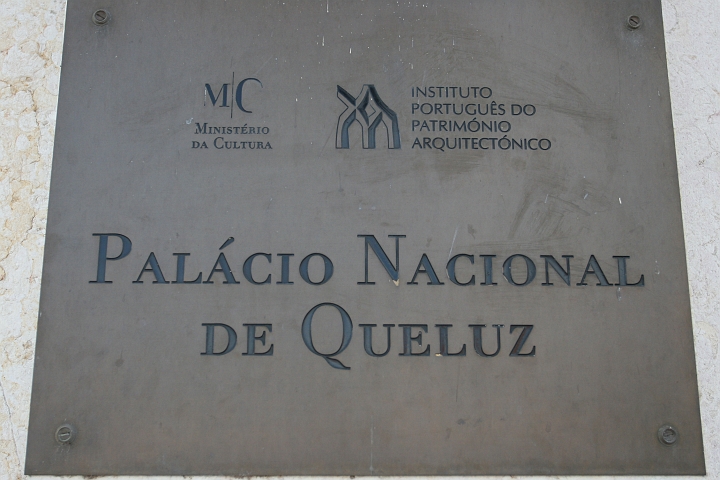 M|C
MINISTÉRIO
DA CULTURA
INSTITUTO
PORTUGUÊS DO
PATRIMÓNIO
ARQUITECTÓNICO
PALÁCIO NACIONAL
DE QUELUZ